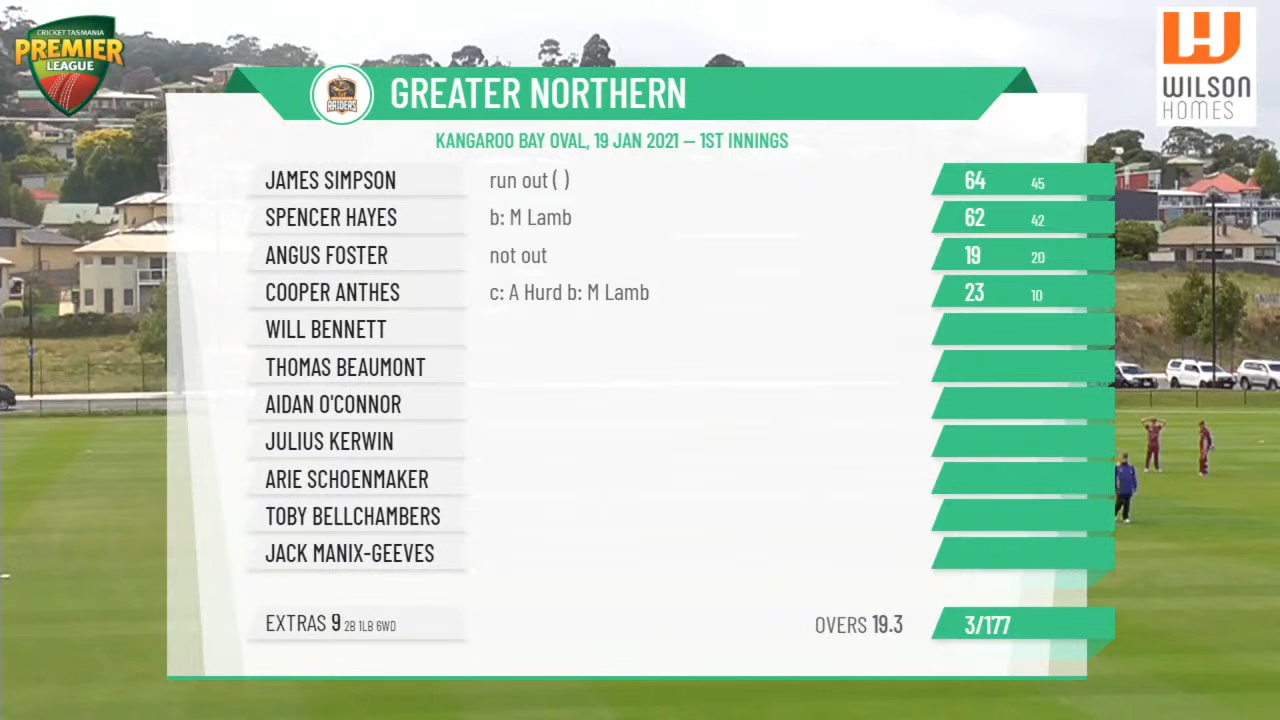 CRICKET TASMANIA
PREMIER
LEAGUE
RAIDERS
GREATER NORTHERN
WILSON
HOMES
KANGAROO BAY OVAL, 19 JAN 2021 – 1ST INNINGS
JAMES SIMPSON run out ( ) 64 45
SPENCER HAYES b: M Lamb 62 42
ANGUS FOSTER not out 19 20
COOPER ANTHES c: A Hurd b: M Lamb 23 10
WILL BENNETT
THOMAS BEAUMONT
AIDAN O'CONNOR
JULIUS KERWIN
ARIE SCHOENMAKER
TOBY BELLCHAMBERS
JACK MANIX-GEEVES
EXTRAS 9 2B 1LB 6WD OVERS 19.3 3/177